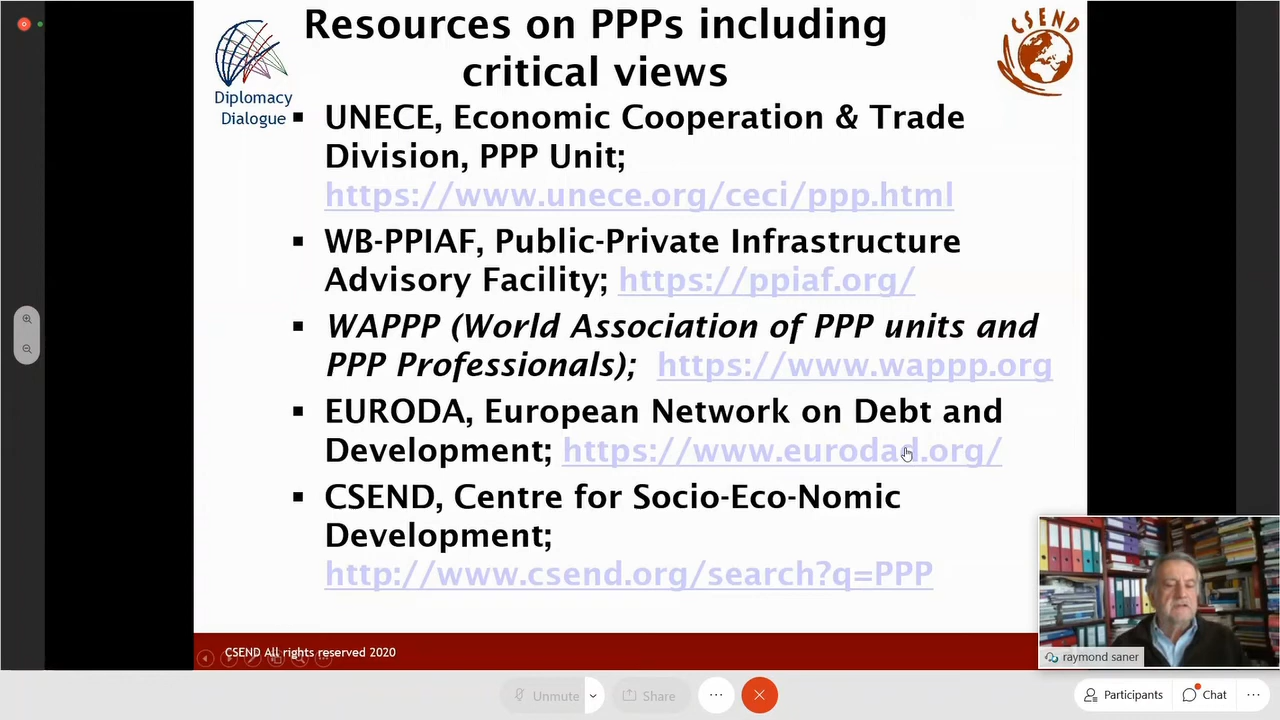 Resources on PPPs including
critical views
Diplomacy
Dialogue
CSEND
▪ UNECE, Economic Cooperation & Trade
Division, PPP Unit;
https://www.unece.org/ceci/ppp.html
▪ WB-PPIAF, Public-Private Infrastructure
Advisory Facility; https://ppiaf.org/
▪ WAPPP (World Association of PPP units and
PPP Professionals); https://www.wappp.org
▪ EURODA, European Network on Debt and
Development; https://www.eurodad.org/
▪ CSEND, Centre for Socio-Eco-Nomic
Development;
http://www.csend.org/search?q=PPP
CSEND All rights reserved 2020
raymond saner
Unmute
Share
Participants
Chat